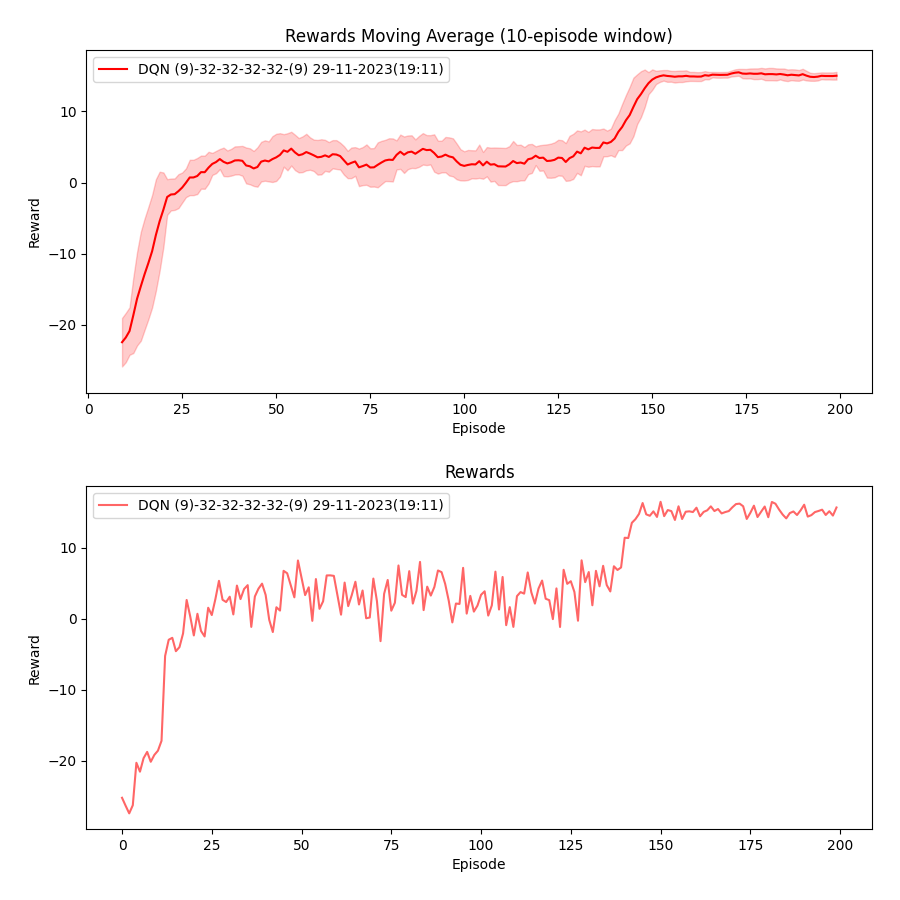 Rewards Moving Average (10-episode window)
DQN (9)-32-32-32-32-(9) 29-11-2023(19:11)
10
0
−10
−20
Reward
0 25 50 75 100 125 150 175 200
Episode
Rewards
DQN (9)-32-32-32-32-(9) 29-11-2023(19:11)
10
0
−10
−20
Reward
0 25 50 75 100 125 150 175 200
Episode